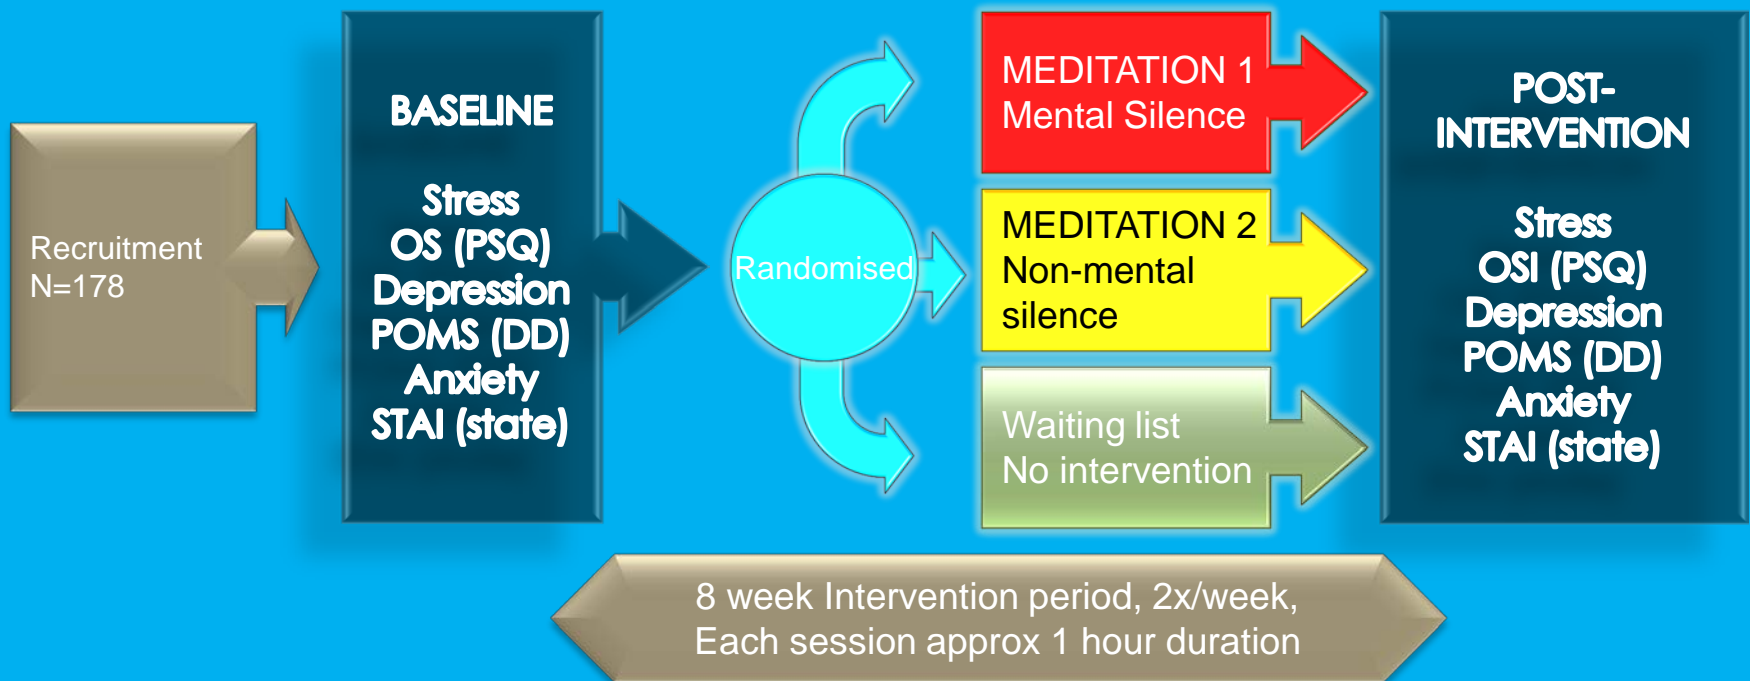 Recruitment
N=178
BASELINE
Stress
OS (PSQ)
Depression
POMS (DD)
Anxiety
STAI (state)
Randomised
MEDITATION 1
Mental Silence
MEDITATION 2
Non-mental
silence
Waiting list
No intervention
POST-
INTERVENTION
Stress
OSI (PSQ)
Depression
POMS (DD)
Anxiety
STAI (state)
8 week Intervention period, 2x/week,
Each session approx 1 hour duration